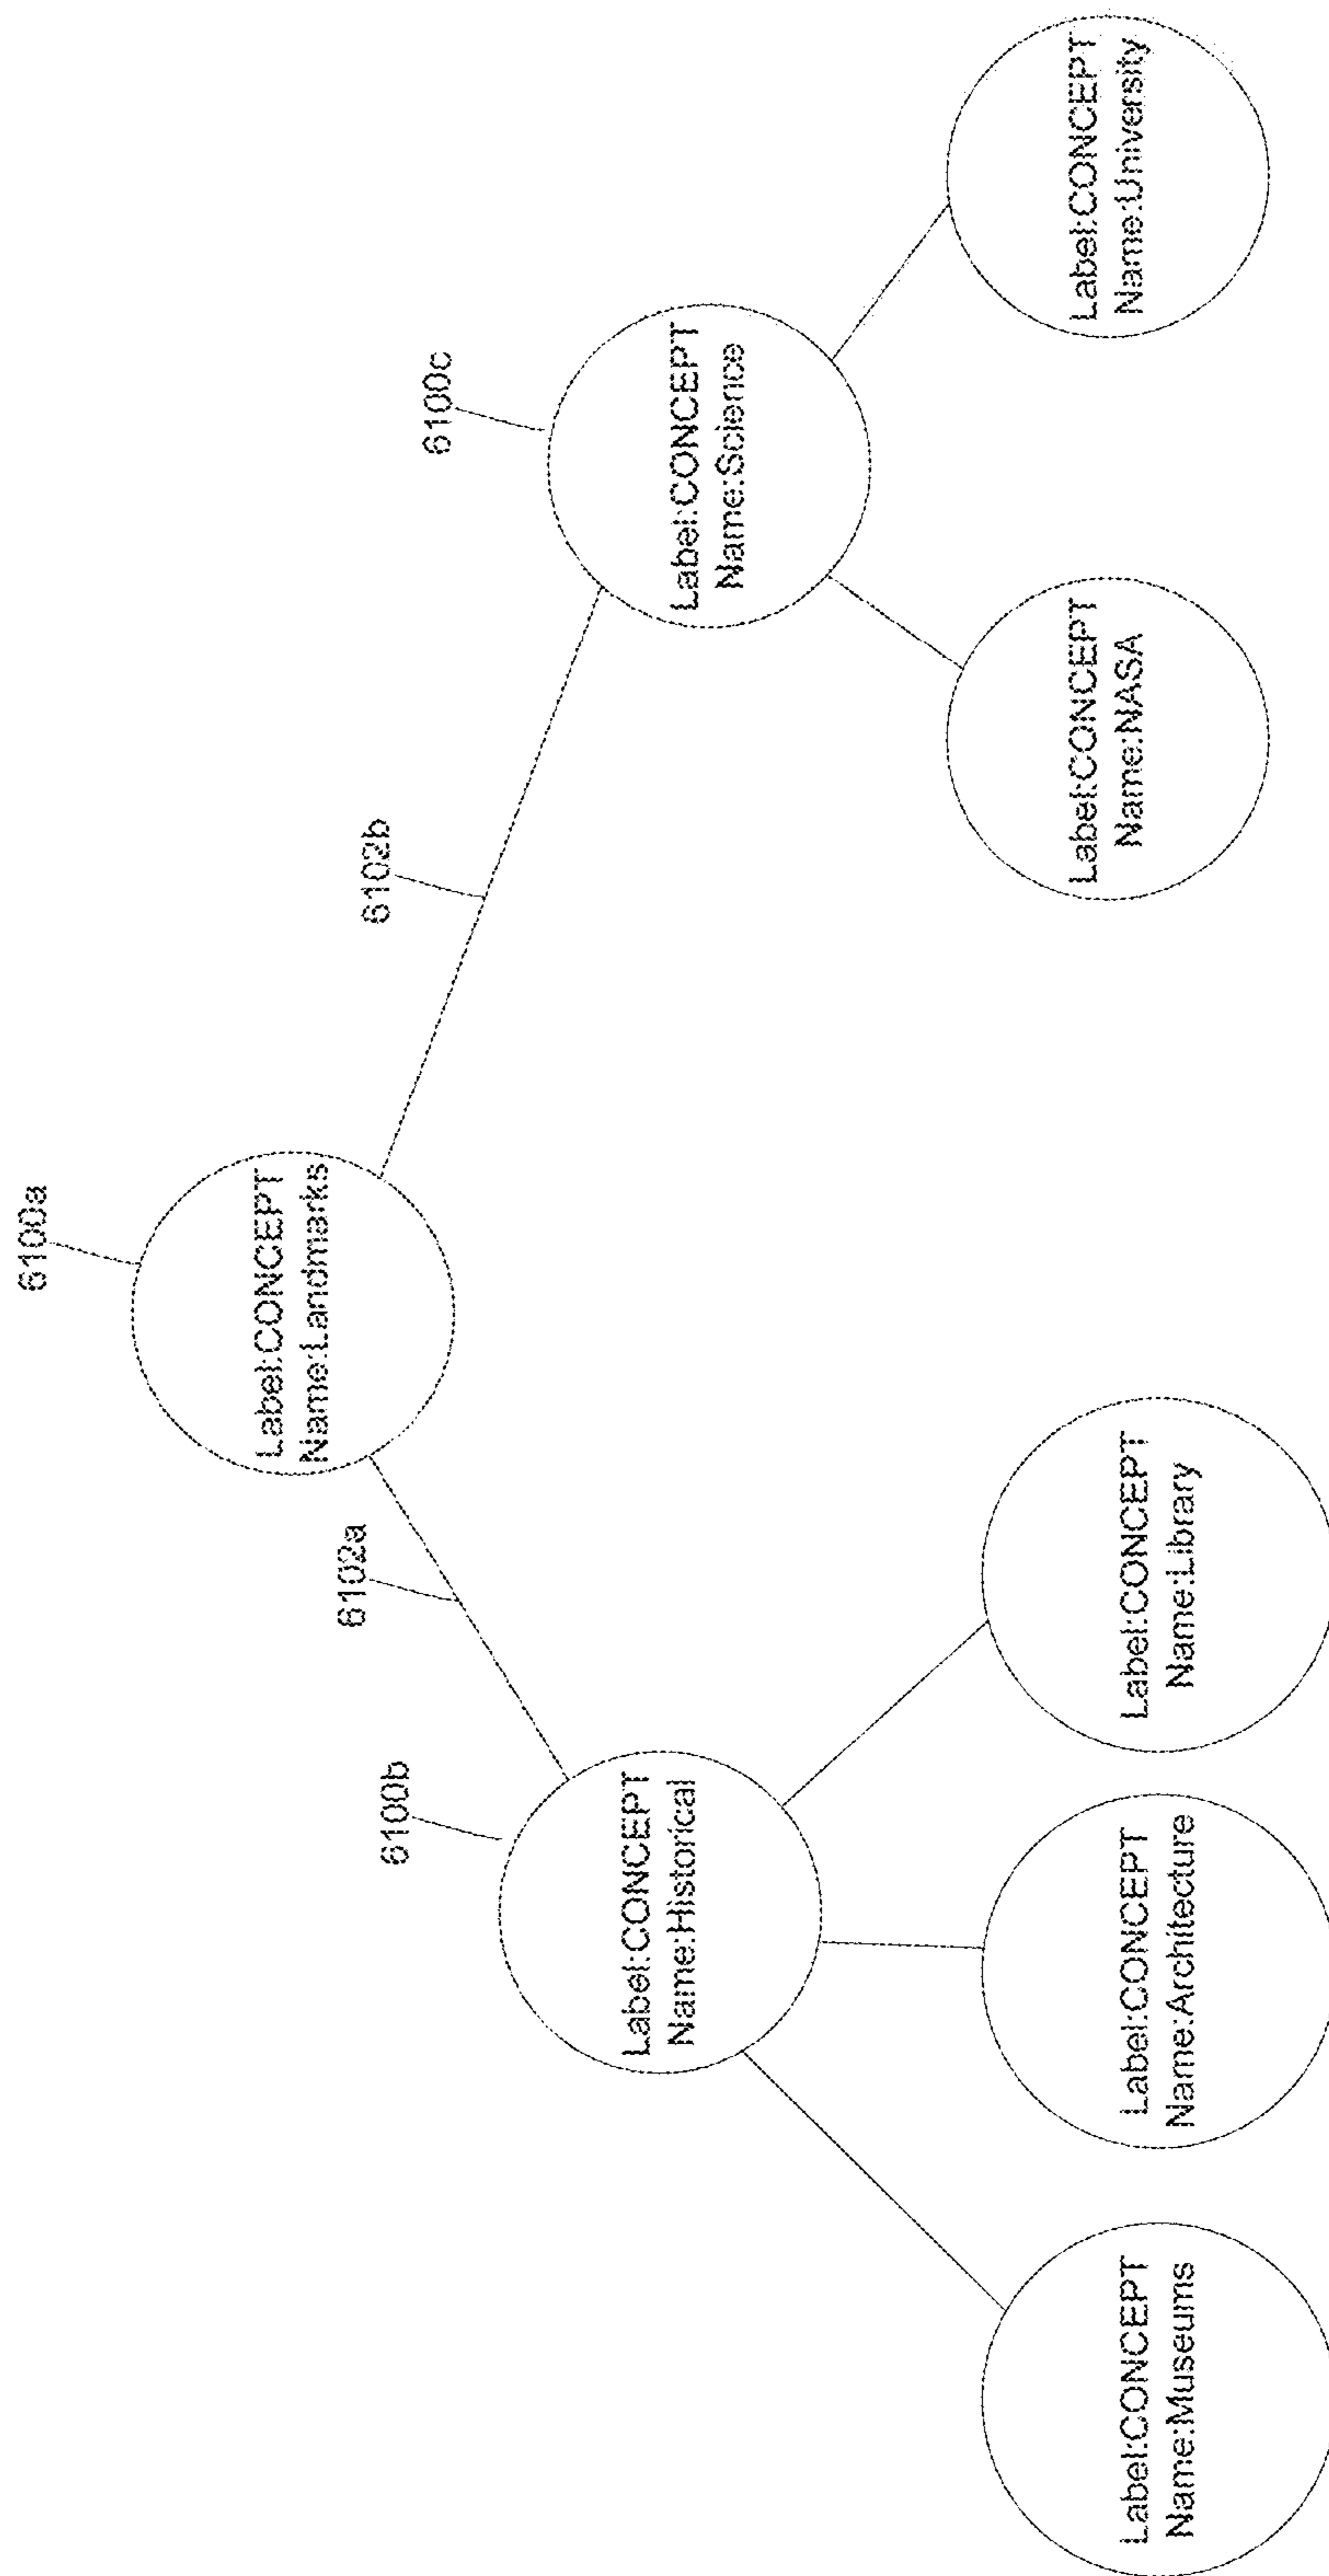 6100a
Label:CONCEPT
Name:Landmarks
6102a
6102b
6100b
Label:CONCEPT
Name:Historical
6100c
Label:CONCEPT
Name:Science
Label:CONCEPT
Name:Museums
Label:CONCEPT
Name:Architecture
Label:CONCEPT
Name:Library
Label:CONCEPT
Name:NASA
Label:CONCEPT
Name:University